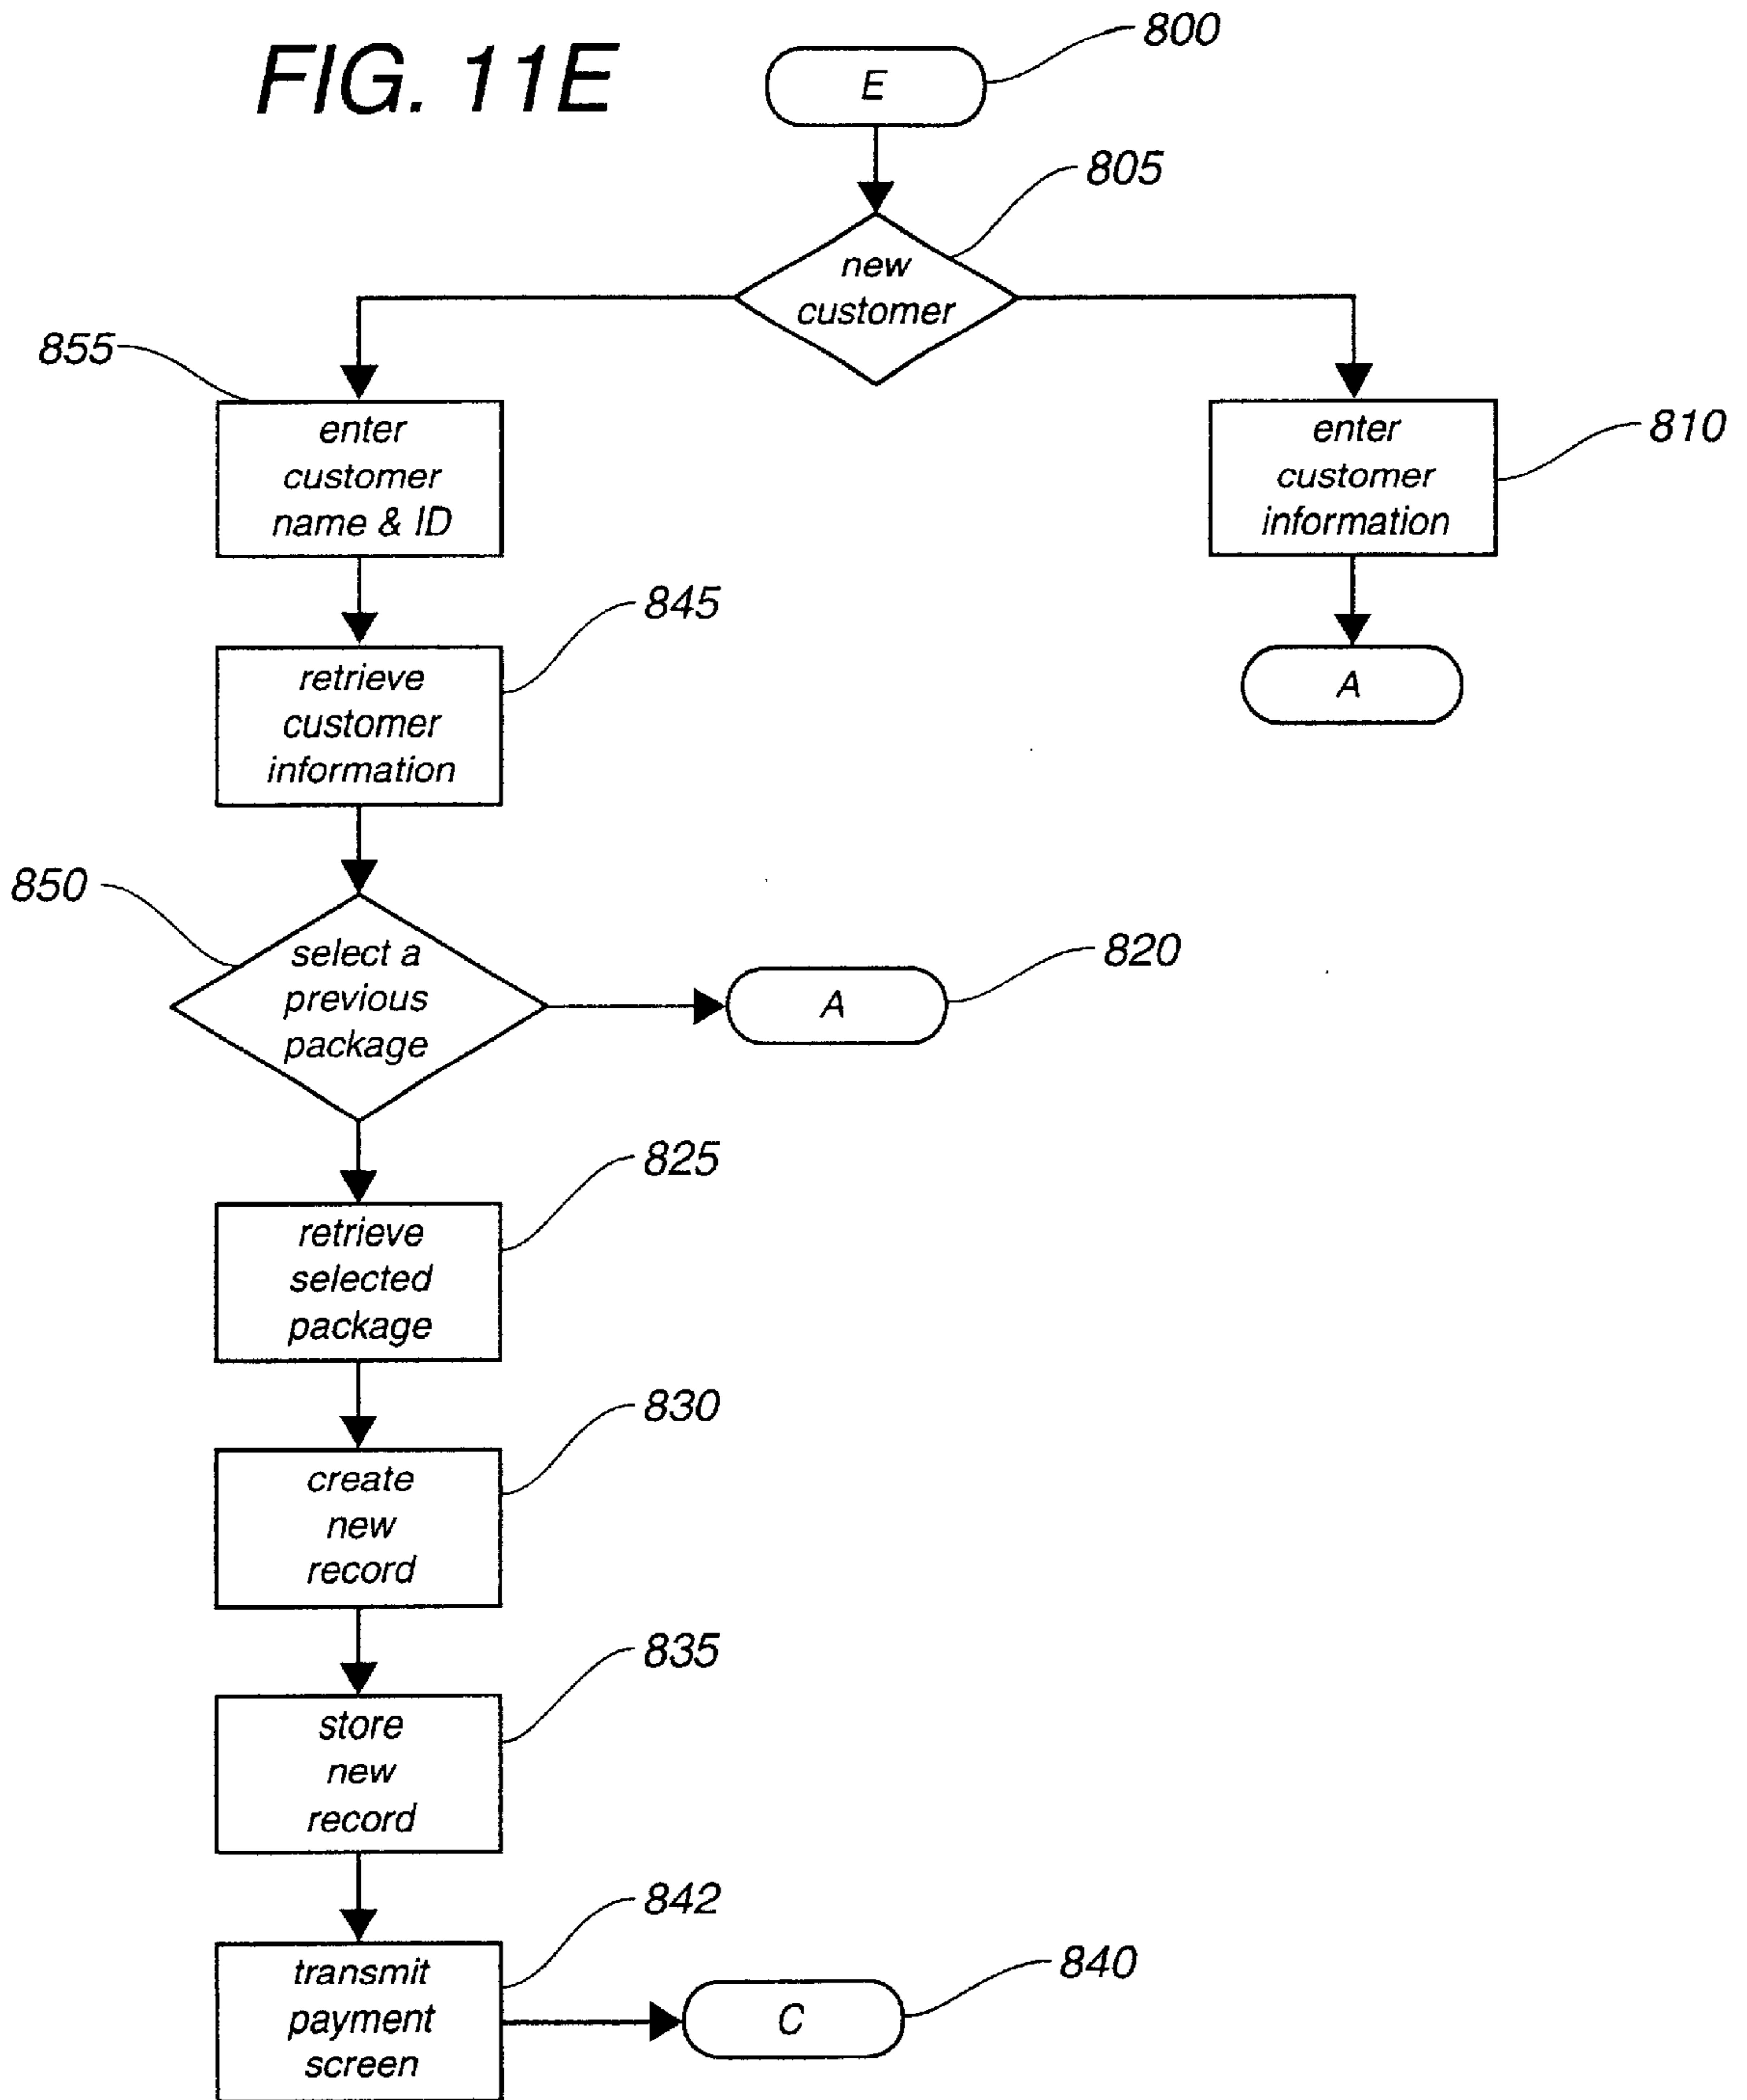 FIG. 11E
E
800
805
new
customer
855
enter
customer
name & ID
enter
customer
information
810
845
retrieve
customer
information
A
850
select a
previous
package
A
820
825
retrieve
selected
package
830
create
new
record
835
store
new
record
842
transmit
payment
screen
C
840